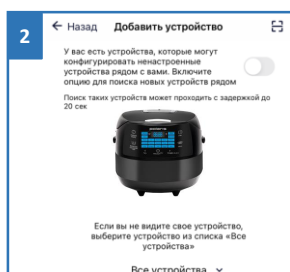 2
← Назад Добавить устройство
У вас есть устройства, которые могут
конфигурировать ненастроенные
устройства рядом с вами. Включите
опцию для поиска новых устройств рядом
Поиск таких устройств может проходить с задержкой до
20 сек
Если вы не видите свое устройство,
выберите устройство из списка «Все
устройства»
Все устройства